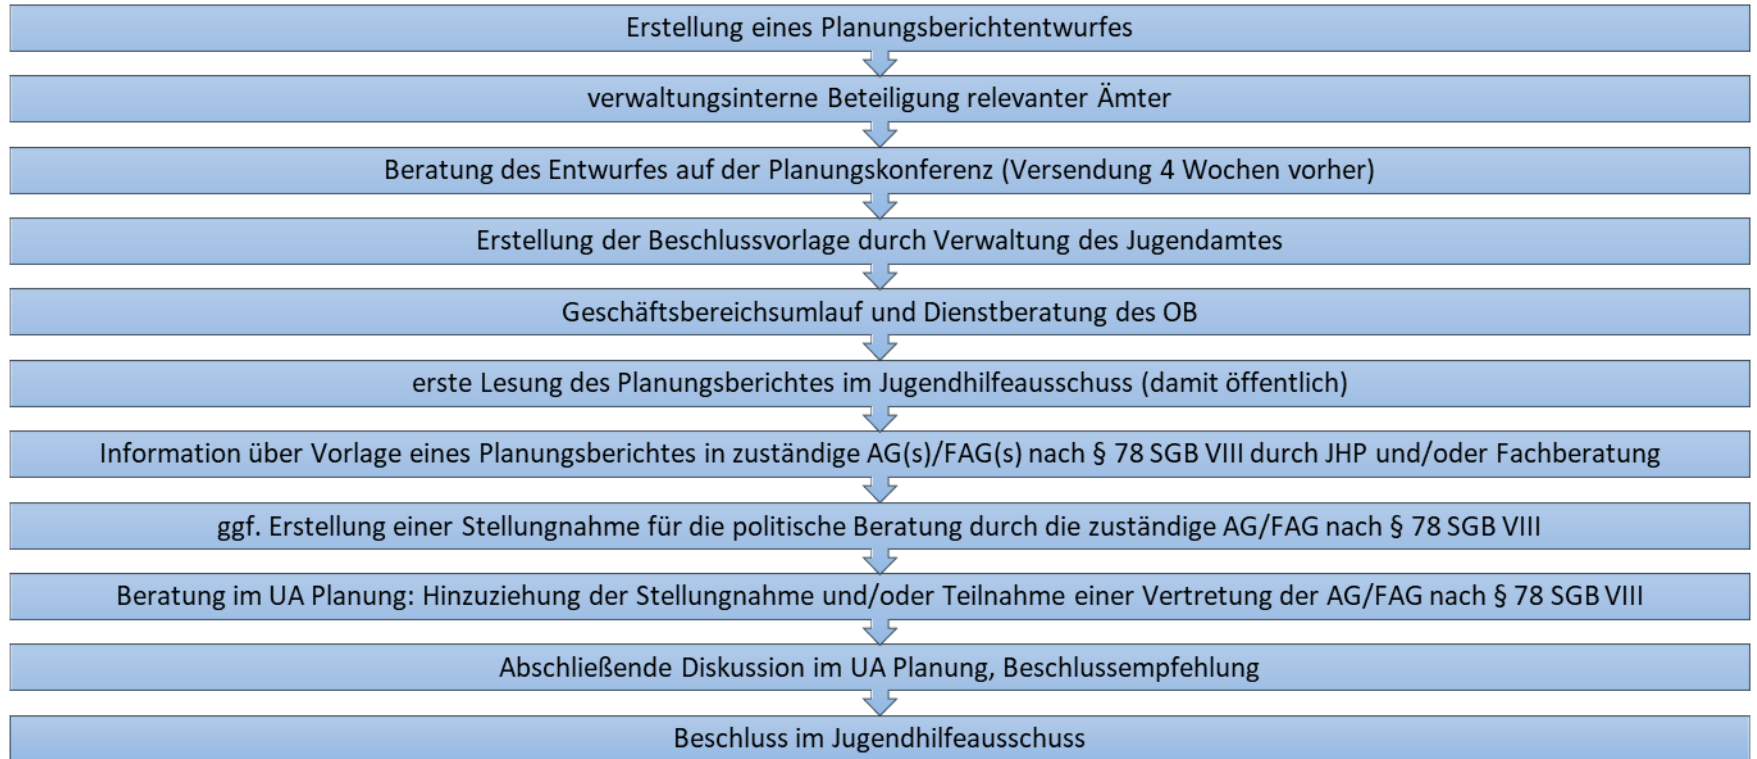 Erstellung eines Planungsberichtentwurfes
verwaltungsinterne Beteiligung relevanter Ämter
Beratung des Entwurfes auf der Planungskonferenz (Versendung 4 Wochen vorher)
Erstellung der Beschlussvorlage durch Verwaltung des Jugendamtes
Geschäftsbereichsumlauf und Dienstberatung des OB
erste Lesung des Planungsberichtes im Jugendhilfeausschuss (damit öffentlich)
Information über Vorlage eines Planungsberichtes in zuständige AG(s)/FAG(s) nach § 78 SGB VIII durch JHP und/oder Fachberatung
ggf. Erstellung einer Stellungnahme für die politische Beratung durch die zuständige AG/FAG nach § 78 SGB VIII
Beratung im UA Planung: Hinzuziehung der Stellungnahme und/oder Teilnahme einer Vertretung der AG/FAG nach § 78 SGB VIII
Abschließende Diskussion im UA Planung, Beschlussempfehlung
Beschluss im Jugendhilfeausschuss